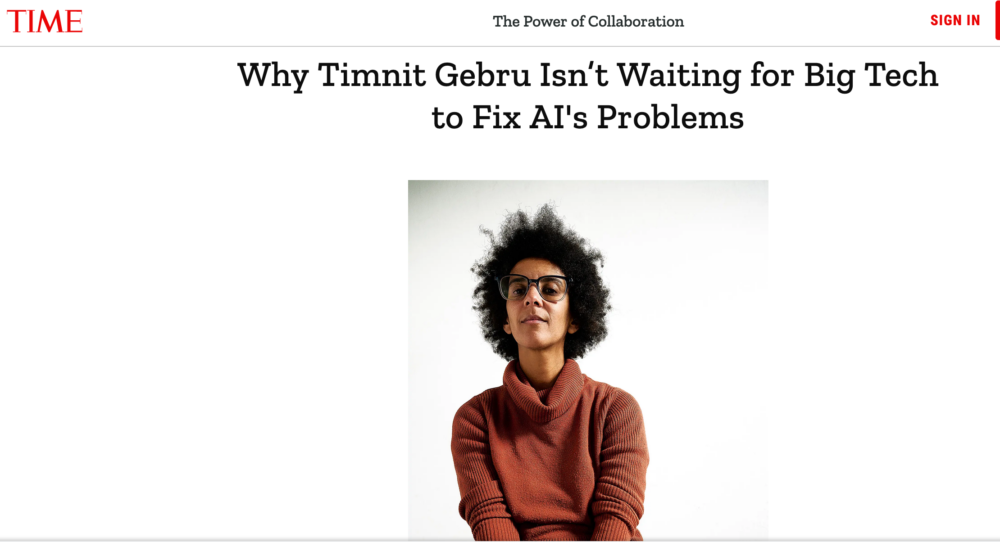 TIME
The Power of Collaboration
SIGN IN
Why Timnit Gebru Isn’t Waiting for Big Tech
to Fix AI's Problems